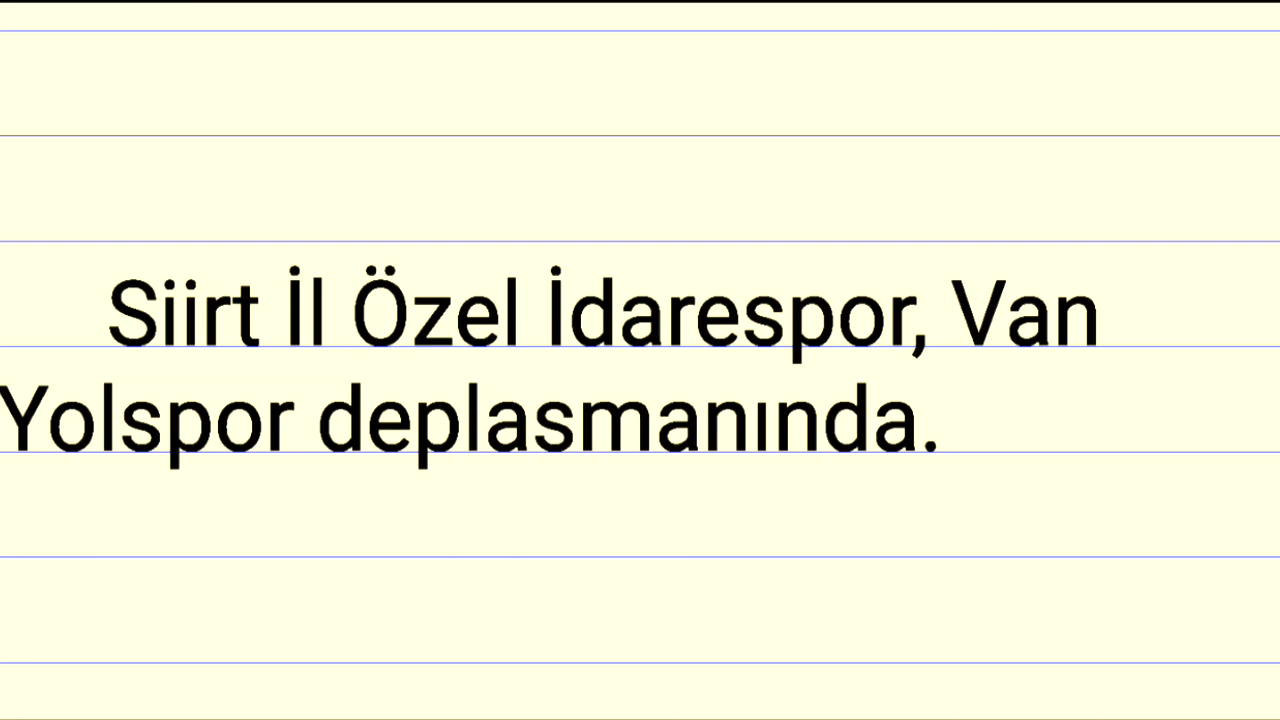 Siirt İl Özel İdarespor, Van
Yolspor deplasmanında.